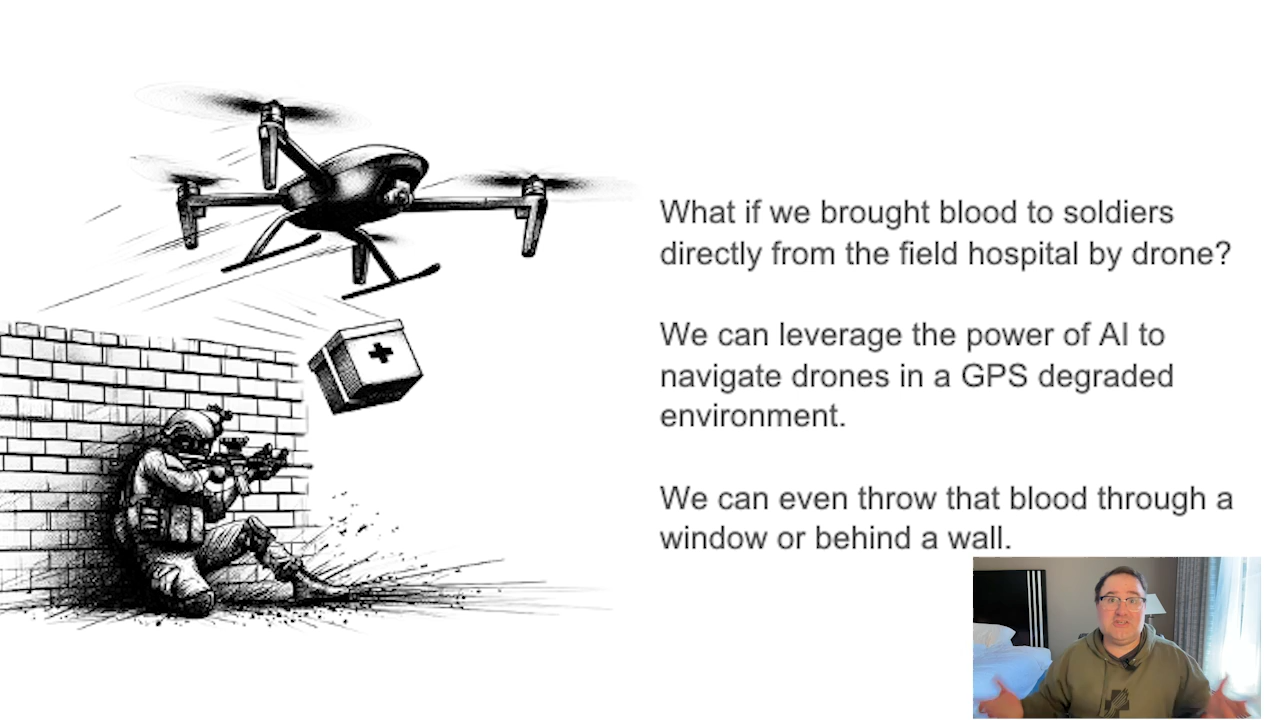 What if we brought blood to soldiers
directly from the field hospital by drone?
We can leverage the power of AI to
navigate drones in a GPS degraded
environment.
We can even throw that blood through a
window or behind a wall.